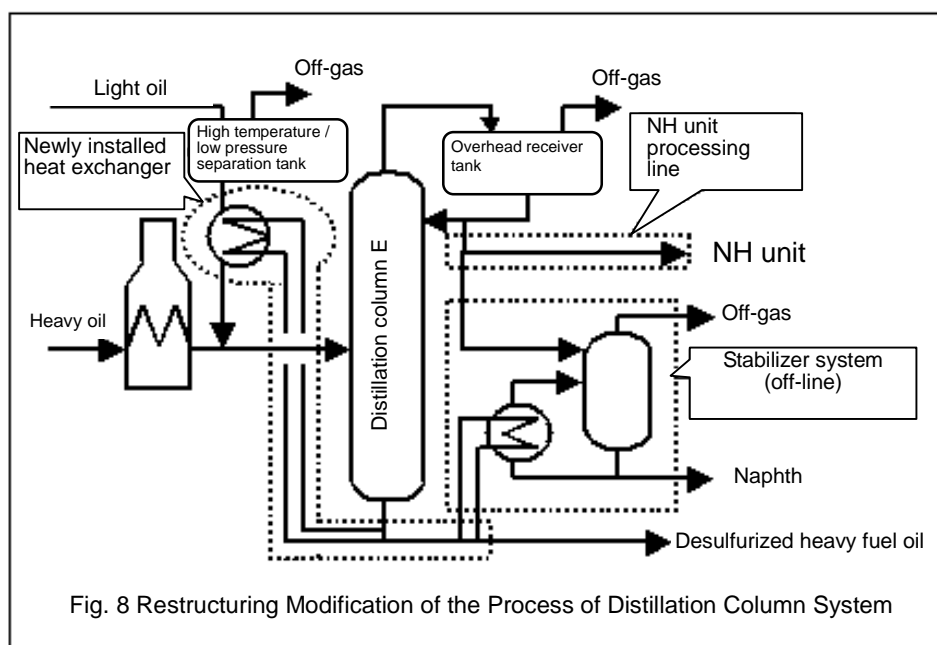 Off-gas
Off-gas
Light oil
High temperature /
low pressure
separation tank
Newly installed
heat exchanger
Overhead receiver
tank
NH unit
processing
line
NH unit
Heavy oil
Distillation column E
Off-gas
Stabilizer system
(off-line)
Naphth
Desulfurized heavy fuel oil
Fig. 8 Restructuring Modification of the Process of Distillation Column System